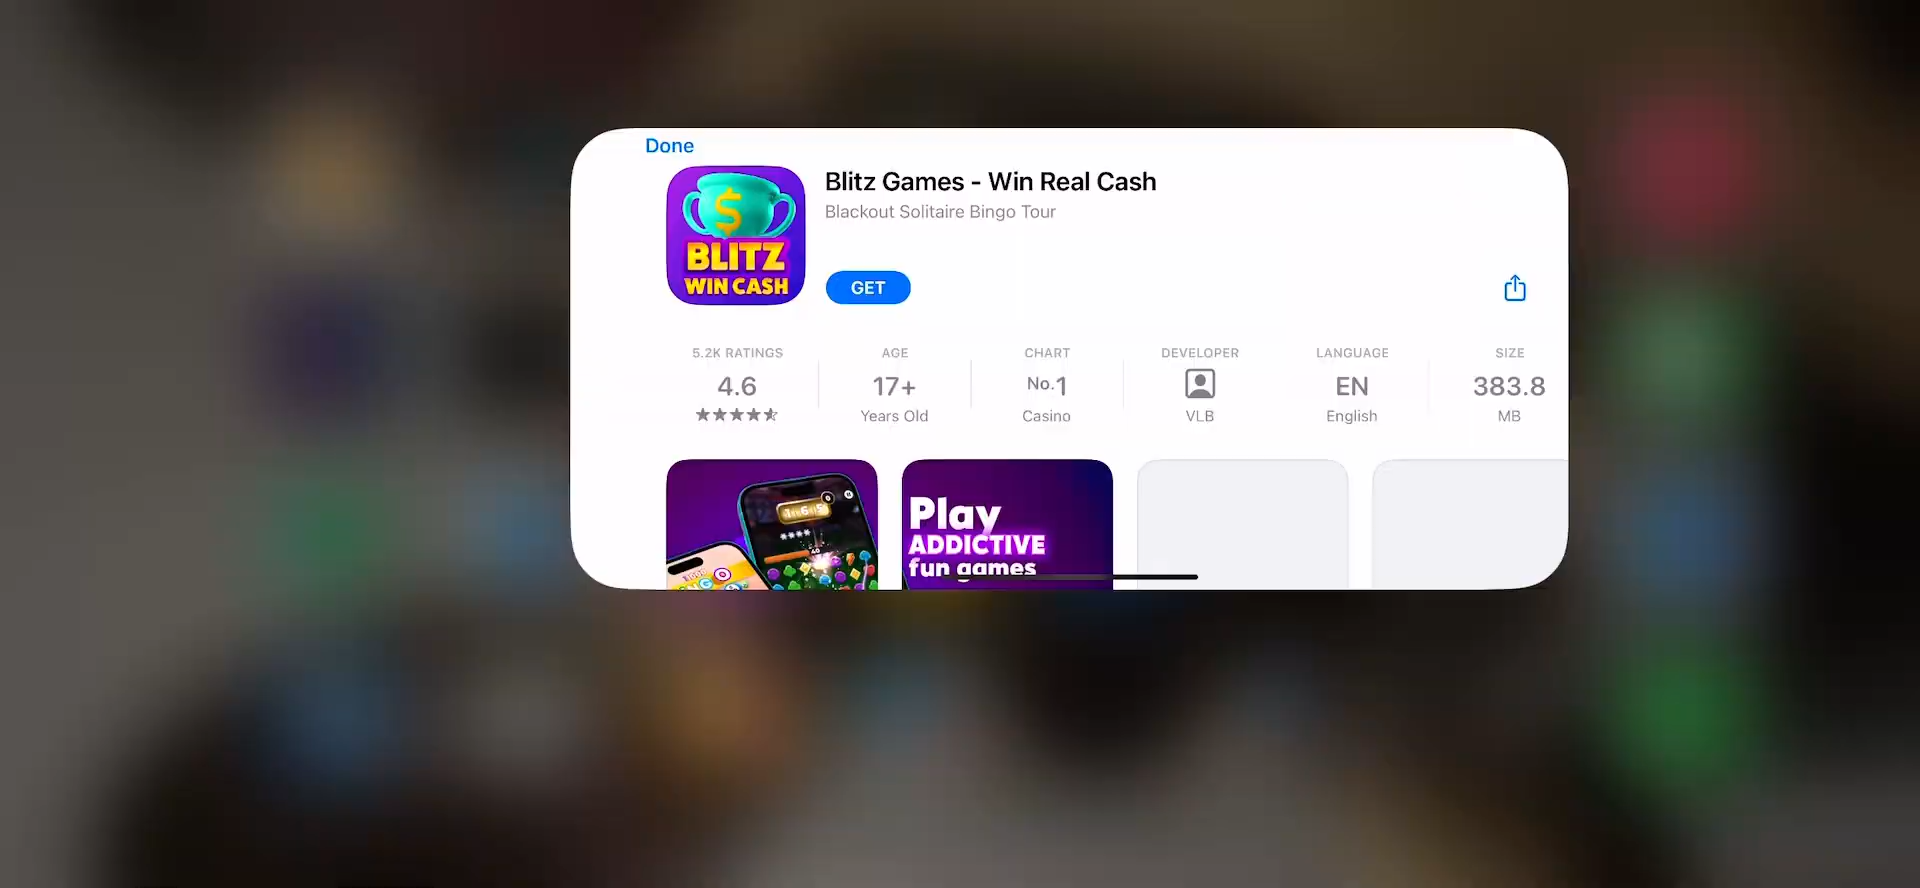 Done
Blitz Games - Win Real Cash
Blackout Solitaire Bingo Tour
BLITZ
WIN CASH
GET
5.2K RATINGS
4.6
AGE
17+
Years Old
CHART
No.1
Casino
DEVELOPER
VLB
LANGUAGE
EN
English
SIZE
383.8
MB
Play
ADDICTIVE
fun games